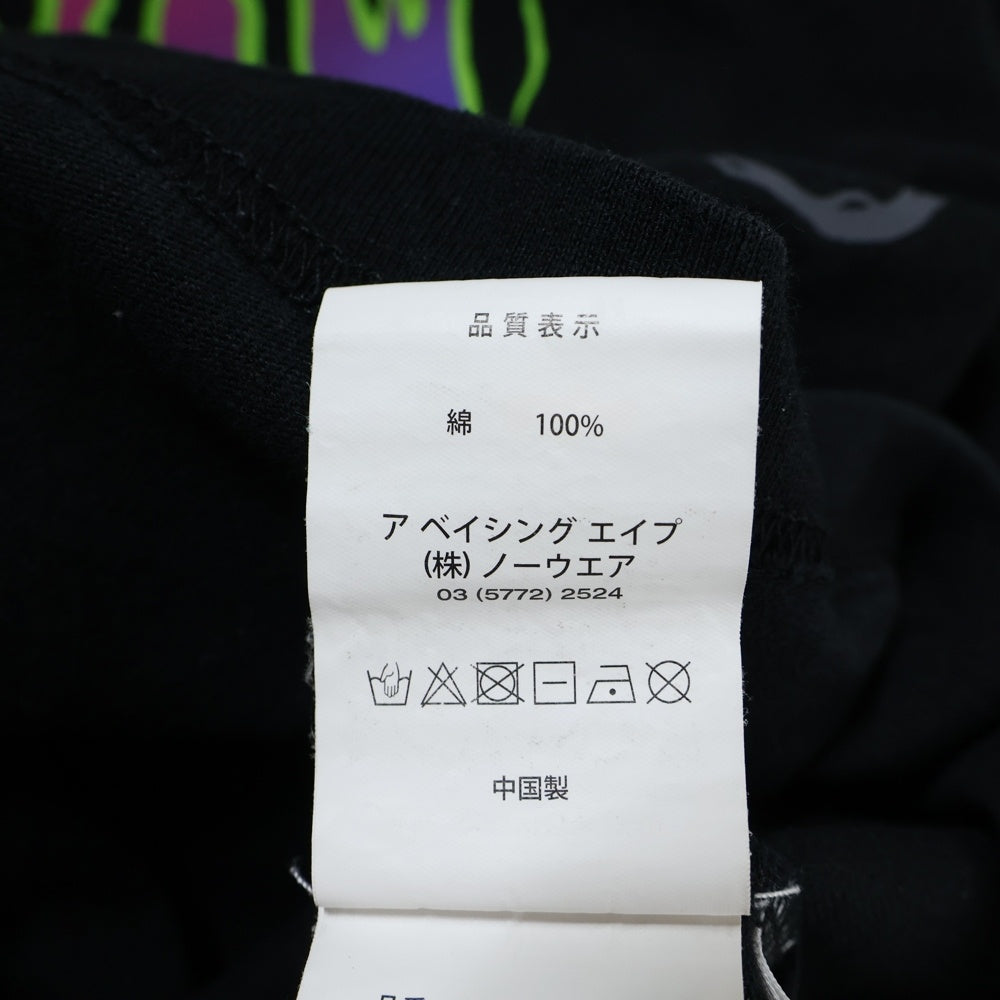 品質表示
綿 100%
ア ベイシング エイプ
(株) ノーウエア
03 (5772) 2524
中国製